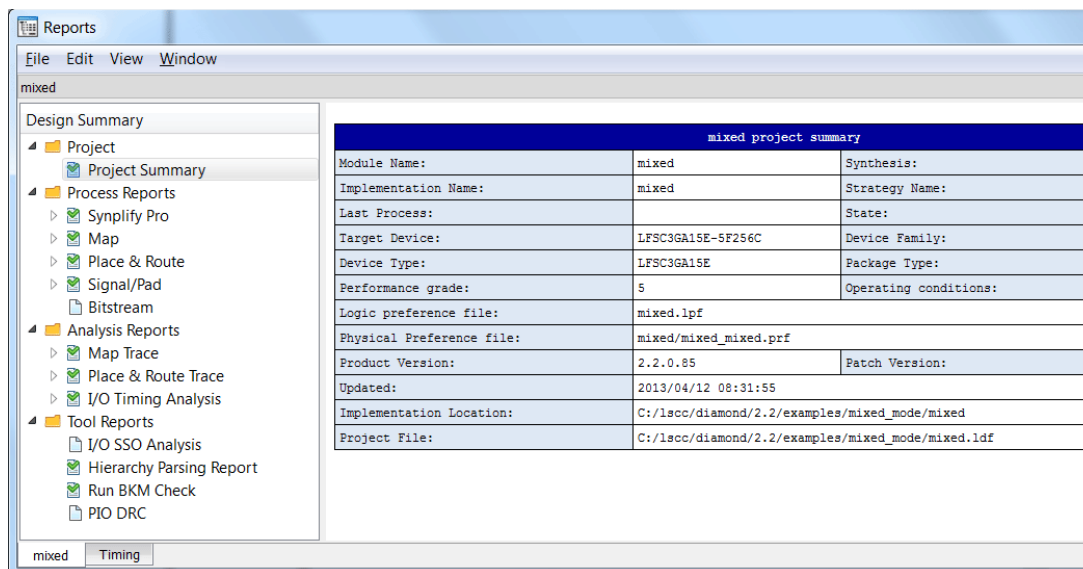 Reports
File Edit View Window
mixed
Design Summary
Project
Project Summary
Process Reports
Synplify Pro
Map
Place & Route
Signal/Pad
Bitstream
Analysis Reports
Map Trace
Place & Route Trace
I/O Timing Analysis
Tool Reports
I/O SSO Analysis
Hierarchy Parsing Report
Run BKM Check
PIO DRC
mixed project summary
Module Name: mixed Synthesis:
Implementation Name: mixed Strategy Name:
Last Process: State:
Target Device: LFSC3GA15E-5F256C Device Family:
Device Type: LFSC3GA15E Package Type:
Performance grade: 5 Operating conditions:
Logic preference file: mixed.lpf
Physical Preference file: mixed/mixed_mixed.prf
Product Version: 2.2.0.85 Patch Version:
Updated: 2013/04/12 08:31:55
Implementation Location: C:/lscc/diamond/2.2/examples/mixed_mode/mixed
Project File: C:/lscc/diamond/2.2/examples/mixed_mode/mixed.ldf
mixed Timing